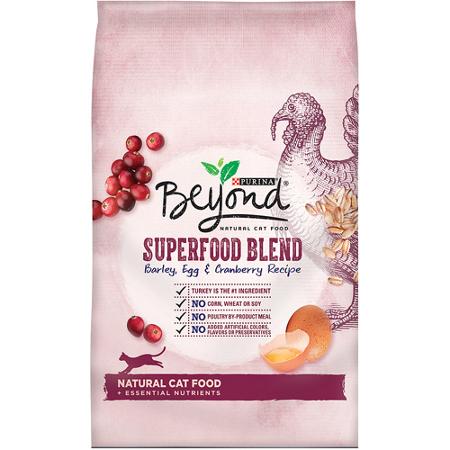 PURINA
Beyond®
NATURAL CAT FOOD
SUPERFOOD BLEND
Barley, Egg & Cranberry Recipe
TURKEY IS THE #1 INGREDIENT
NO CORN, WHEAT OR SOY
NO POULTRY BY-PRODUCT MEAL
NO ADDED ARTIFICIAL COLORS,
FLAVORS OR PRESERVATIVES
NATURAL CAT FOOD
+ ESSENTIAL NUTRIENTS